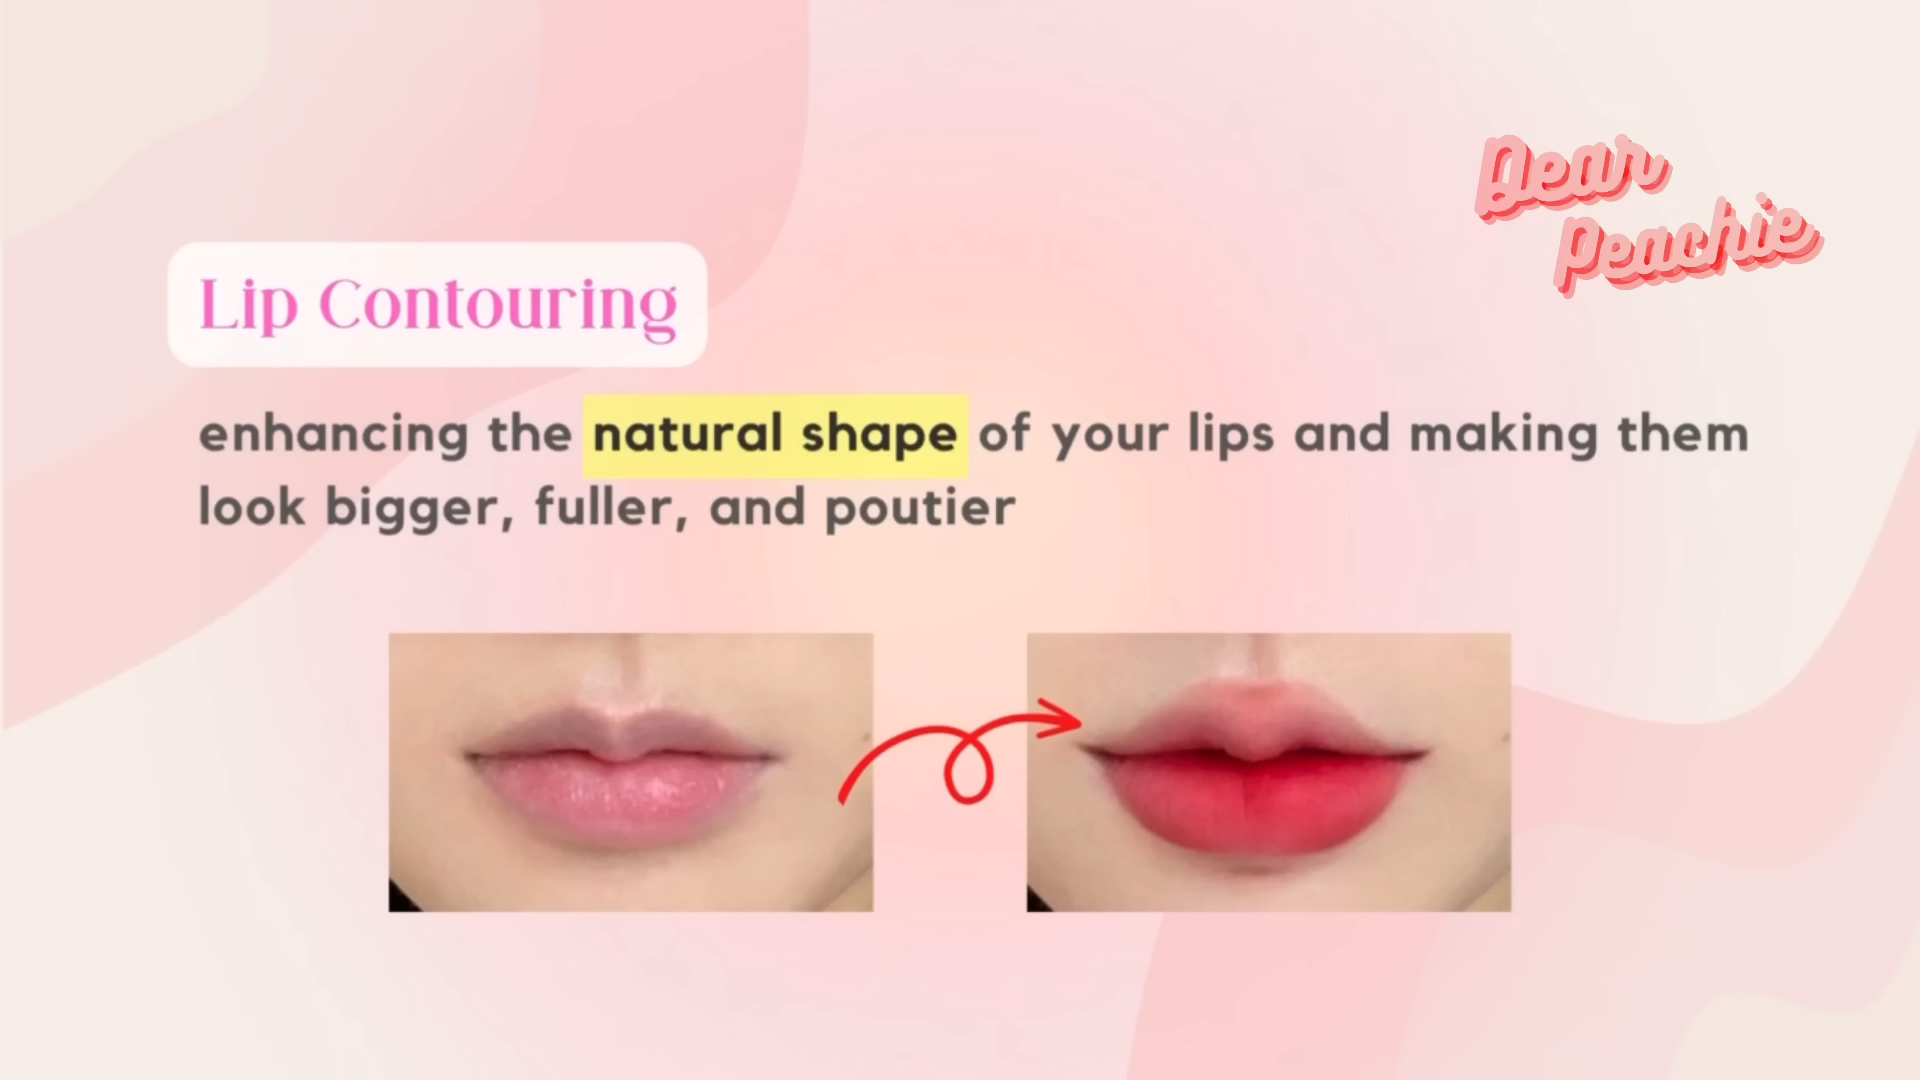 Dear
Peachie
Lip Contouring
enhancing the natural shape of your lips and making them
look bigger, fuller, and poutier